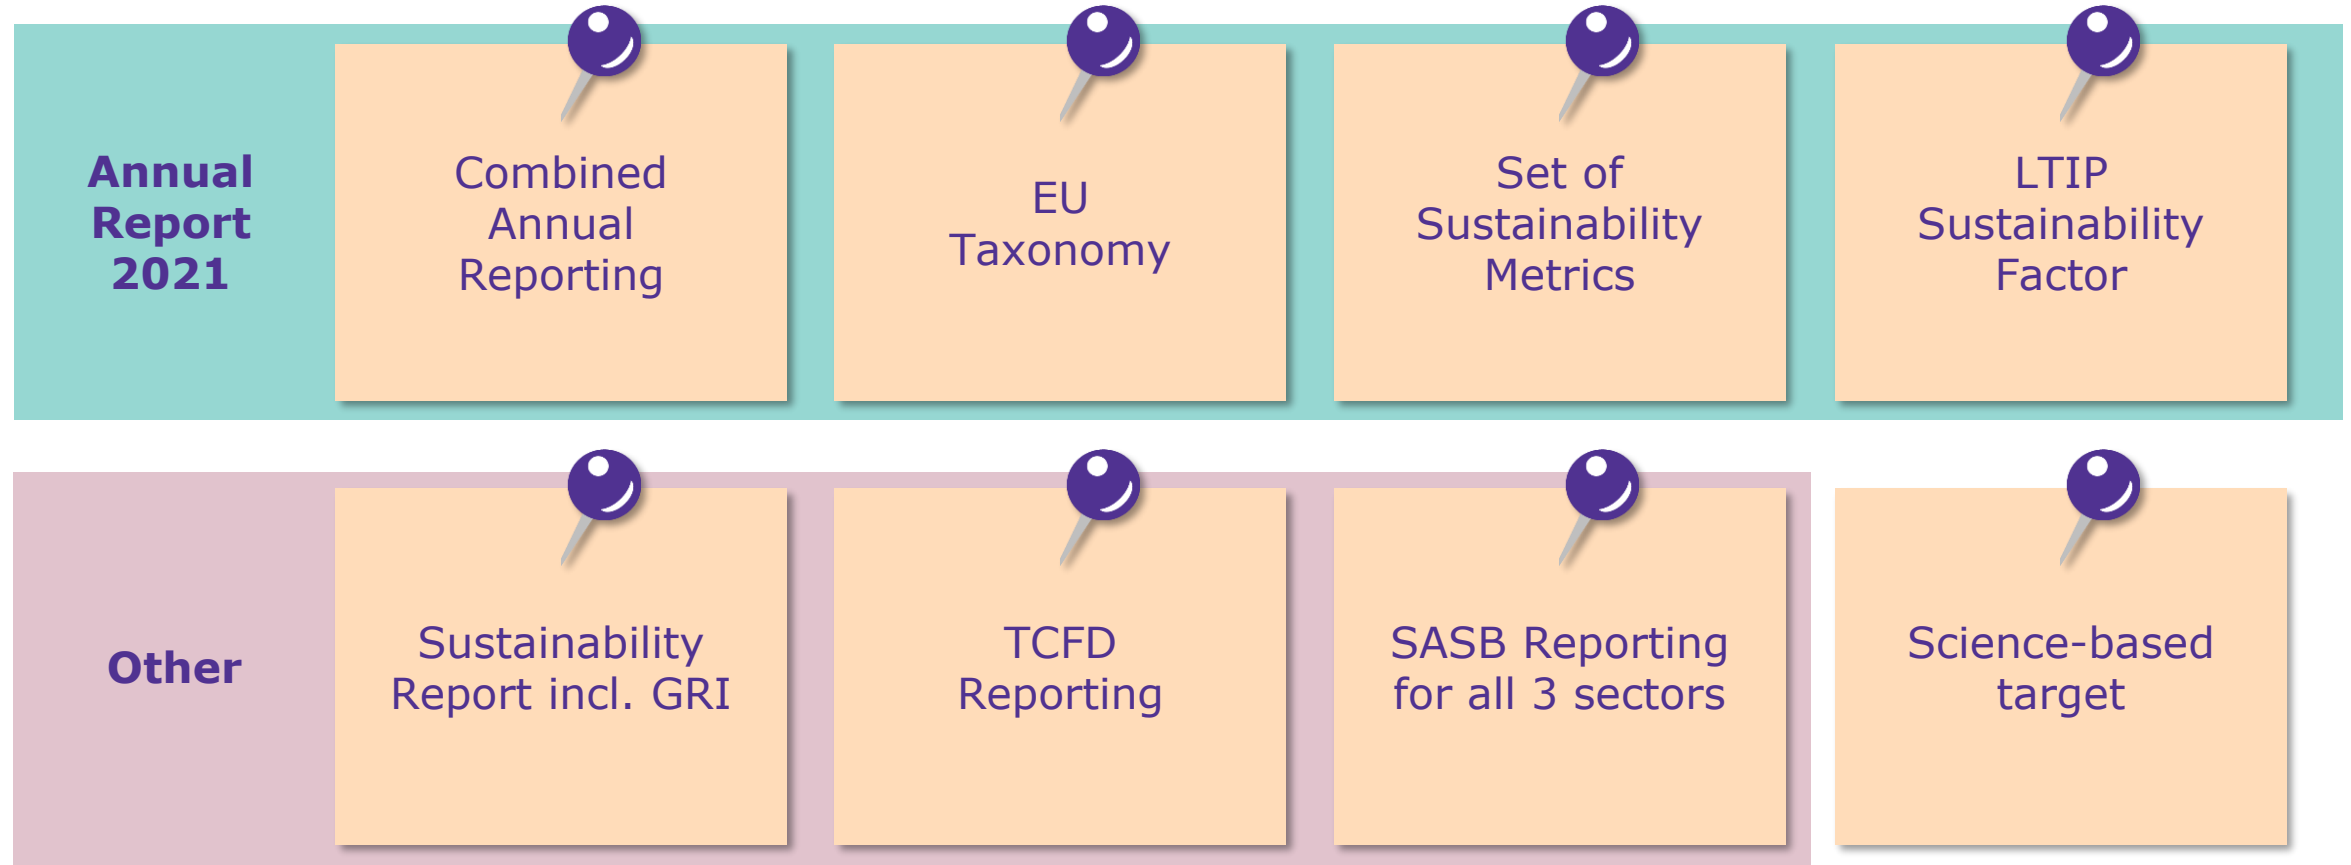 Annual
Report
2021
Combined
Annual
Reporting
EU
Taxonomy
Set of
Sustainability
Metrics
LTIP
Sustainability
Factor
Other
Sustainability
Report incl. GRI
TCFD
Reporting
SASB Reporting
for all 3 sectors
Science-based
target